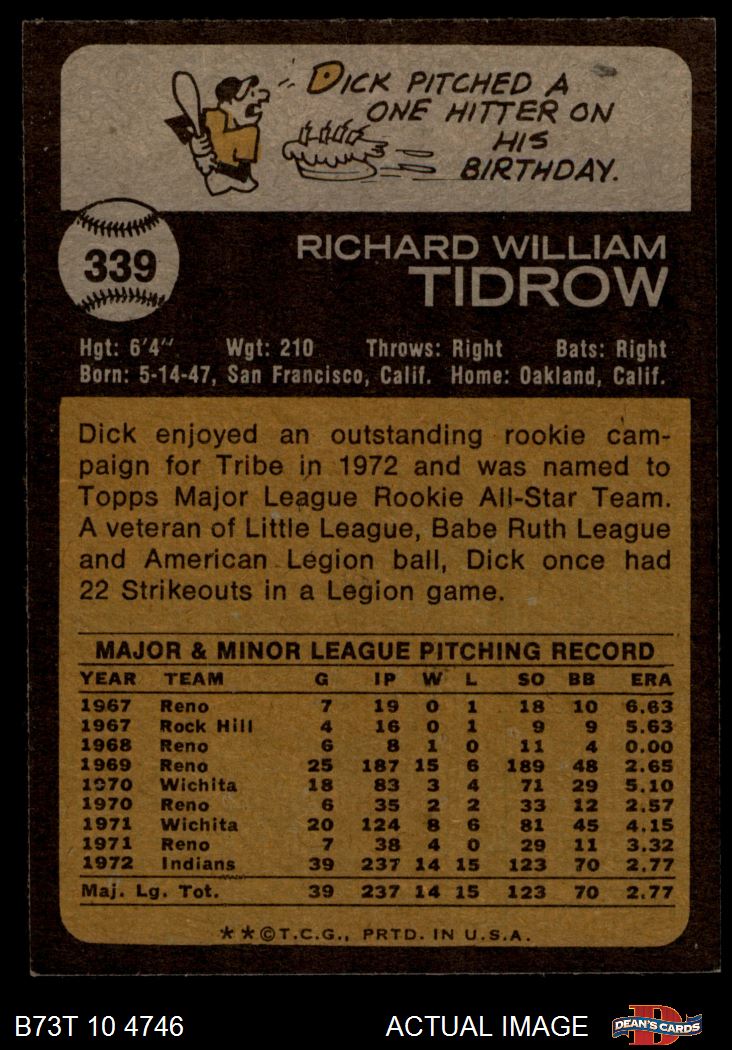 DICK PITCHED A
ONE HITTER ON
HIS
BIRTHDAY.
339
RICHARD WILLIAM
TIDROW
Hgt: 6'4" Wgt: 210 Throws: Right Bats: Right
Born: 5-14-47, San Francisco, Calif. Home: Oakland, Calif.
Dick enjoyed an outstanding rookie cam-
paign for Tribe in 1972 and was named to
Topps Major League Rookie All-Star Team.
A veteran of Little League, Babe Ruth League
and American Legion ball, Dick once had
22 Strikeouts in a Legion game.
MAJOR & MINOR LEAGUE PITCHING RECORD
YEAR TEAM G IP W L SO BB ERA
1967 Reno 7 19 0 1 18 10 6.63
1967 Rock Hill 4 16 0 1 9 9 5.63
1968 Reno 6 8 1 0 11 4 0.00
1969 Reno 25 187 15 6 189 48 2.65
1970 Wichita 18 83 3 4 71 29 5.10
1970 Reno 6 35 2 2 33 12 2.57
1971 Wichita 20 124 8 6 81 45 4.15
1971 Reno 7 38 4 0 29 11 3.32
1972 Indians 39 237 14 15 123 70 2.77
Maj. Lg. Tot. 39 237 14 15 123 70 2.77
**©T.C.G., PRTD. IN U.S.A.
B73T 10 4746 ACTUAL IMAGE
D
DEAN'S CARDS